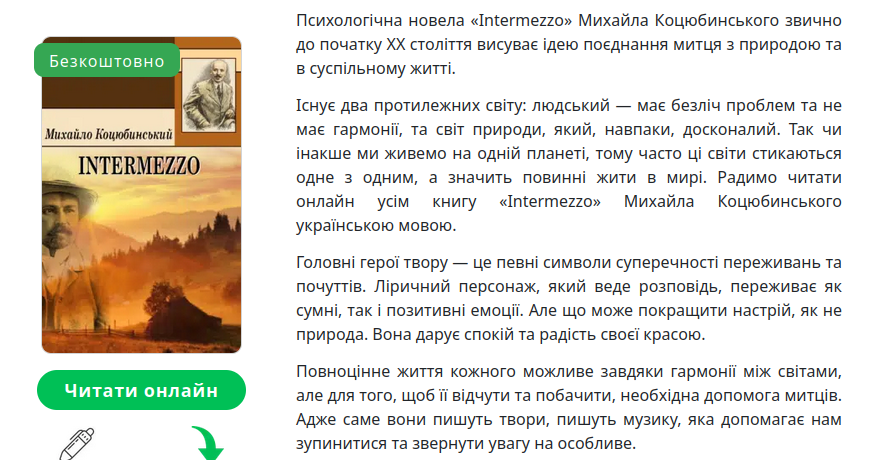 Безкоштовно
Михайло Коцюбинський
INTERMEZZO
Читати онлайн
Психологічна новела «Intermezzo» Михайла Коцюбинського звично
до початку XX століття висуває ідею поєднання митця з природою та
в суспільному житті.
Існує два протилежних світу: людський — має безліч проблем та не
має гармонії, та світ природи, який, навпаки, досконалий. Так чи
інакше ми живемо на одній планеті, тому часто ці світи стикаються
одне з одним, а значить повинні жити в мирі. Радимо читати
онлайн усім книгу «Intermezzo» Михайла Коцюбинського
українською мовою.
Головні герої твору — це певні символи суперечності переживань та
почуттів. Ліричний персонаж, який веде розповідь, переживає як
сумні, так і позитивні емоції. Але що може покращити настрій, як не
природа. Вона дарує спокій та радість своєї красою.
Повноцінне життя кожного можливе завдяки гармонії між світами,
але для того, щоб її відчути та побачити, необхідна допомога митців.
Адже саме вони пишуть твори, пишуть музику, яка допомагає нам
зупинитися та звернути увагу на особливе.